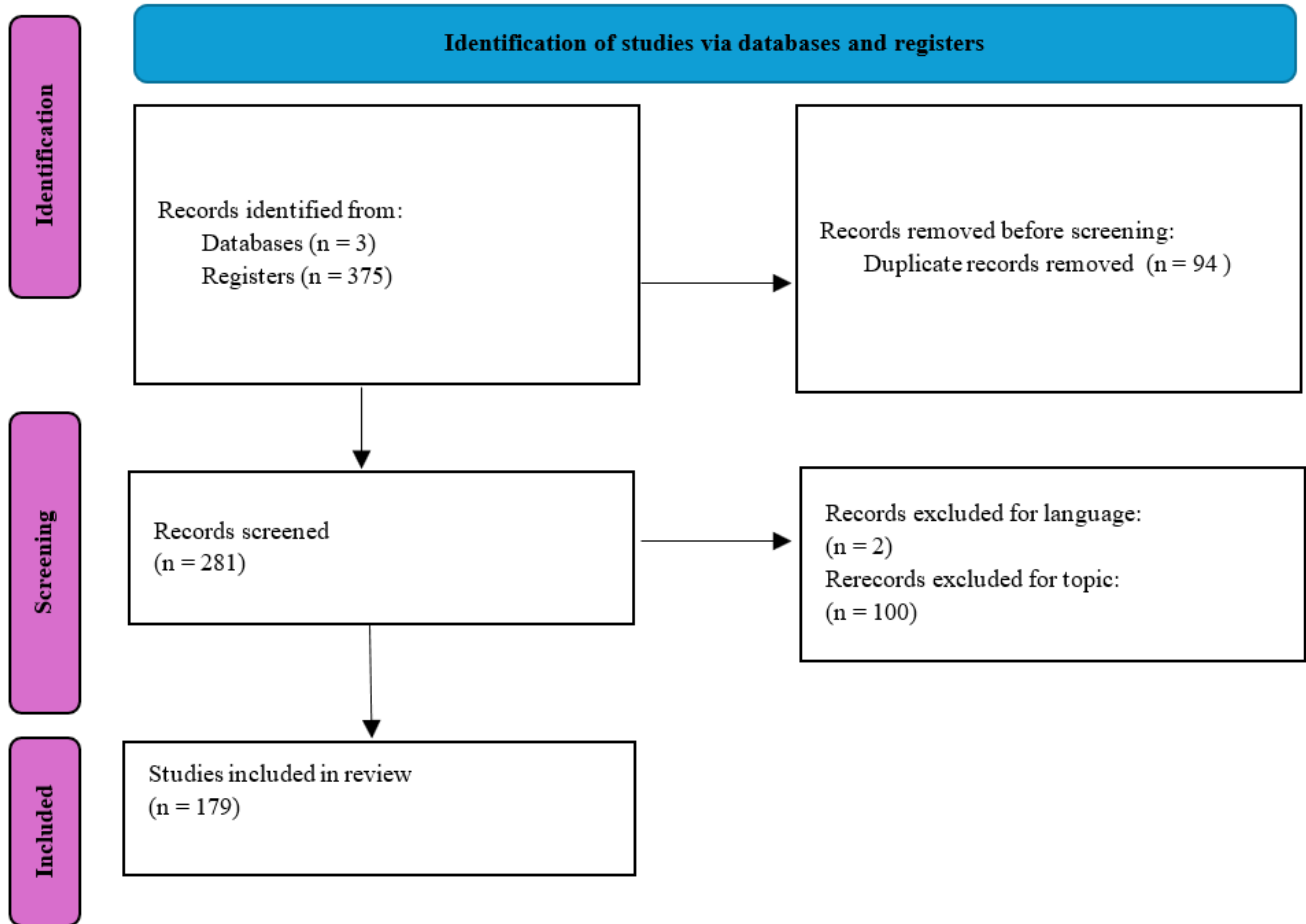 Identification of studies via databases and registers
Identification
Records identified from:
Databases (n = 3)
Registers (n = 375)
Records removed before screening:
Duplicate records removed (n = 94 )
Screening
Records screened
(n = 281)
Records excluded for language:
(n = 2)
Rerecords excluded for topic:
(n = 100)
Included
Studies included in review
(n = 179)